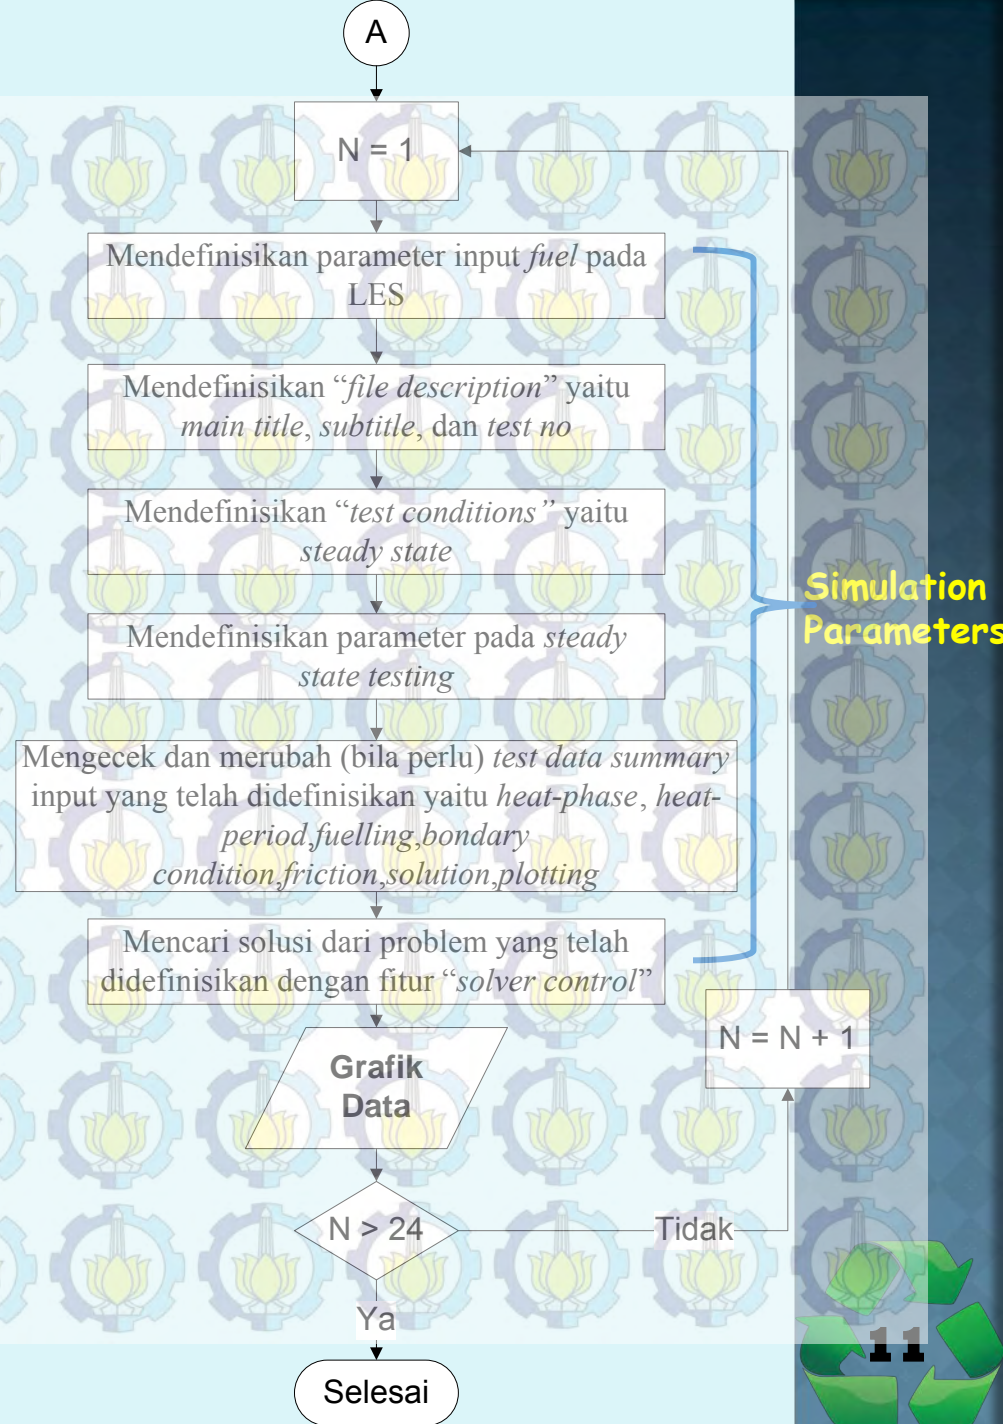 A
N = 1
Mendefinisikan parameter input fuel pada
LES
Mendefinisikan “file description” yaitu
main title, subtitle, dan test no
Mendefinisikan “test conditions” yaitu
steady state
Mendefinisikan parameter pada steady
state testing
Mengecek dan merubah (bila perlu) test data summary
input yang telah didefinisikan yaitu heat-phase, heat-
period,fuelling,bondary
condition,friction,solution,plotting
Mencari solusi dari problem yang telah
didefinisikan dengan fitur “solver control”
Simulation
Parameters
Grafik
Data
N = N + 1
N > 24
Tidak
Ya
Selesai
11